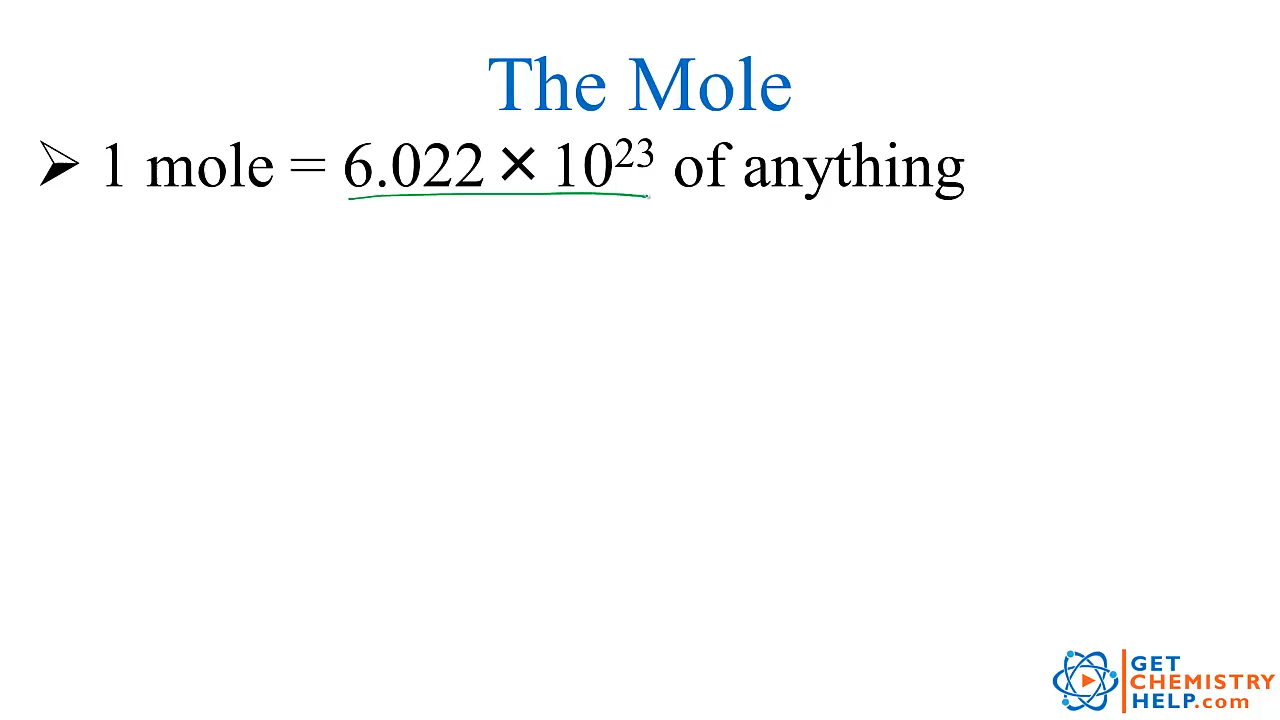 The Mole
➢ 1 mole = 6.022 × 10²³ of anything
GET
CHEMISTRY
HELP.com